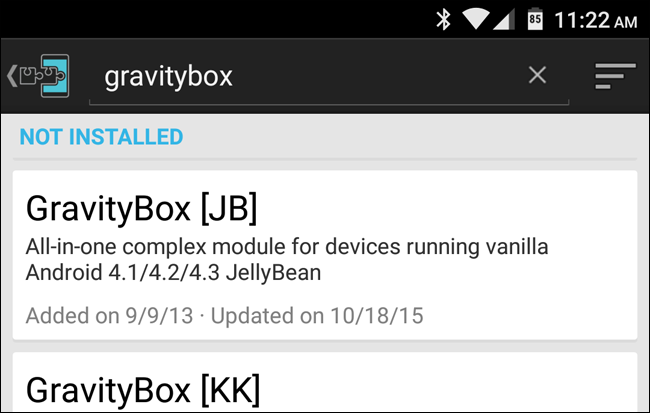 85 11:22 AM
gravitybox
NOT INSTALLED
GravityBox [JB]
All-in-one complex module for devices running vanilla
Android 4.1/4.2/4.3 JellyBean
Added on 9/9/13 · Updated on 10/18/15
GravityBox [KK]